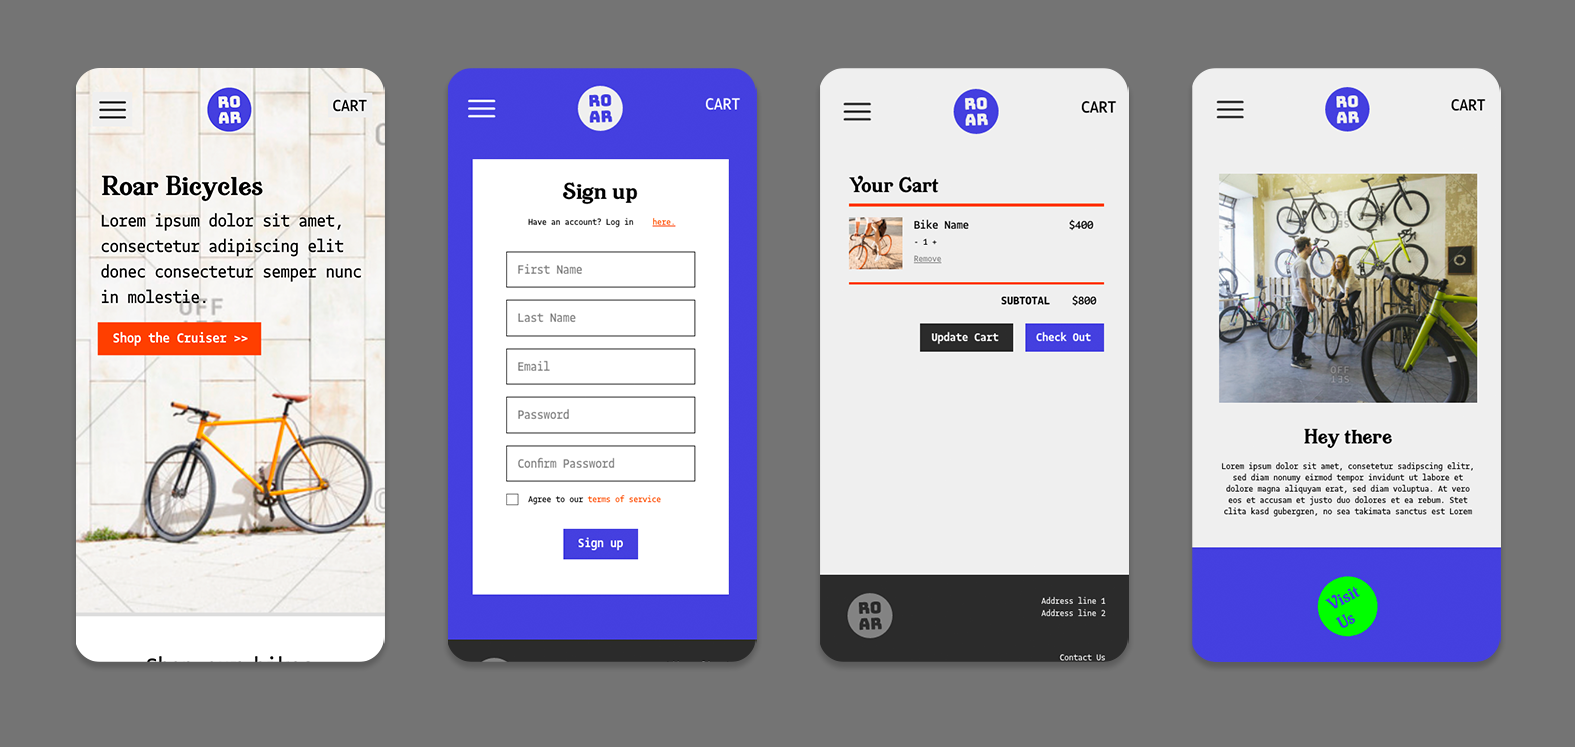 RO
AR
CART
Roar Bicycles
Lorem ipsum dolor sit amet,
consectetur adipiscing elit
donec consectetur semper nunc
in molestie.
OFF
Shop the Cruiser >>
RO
AR
CART
Sign up
Have an account? Log in here.
First Name
Last Name
Email
Password
Confirm Password
Agree to our terms of service
Sign up
RO
AR
CART
Your Cart
Bike Name $400
- 1 +
Remove
SUBTOTAL $800
Update Cart Check Out
RO
AR
Address line 1
Address line 2
Contact Us
RO
AR
CART
OFF
Hey there
Lorem ipsum dolor sit amet, consetetur sadipscing elitr,
sed diam nonumy eirmod tempor invidunt ut labore et
dolore magna aliquyam erat, sed diam voluptua. At vero
eos et accusam et justo duo dolores et ea rebum. Stet
clita kasd gubergren, no sea takimata sanctus est Lorem
Visit
Us